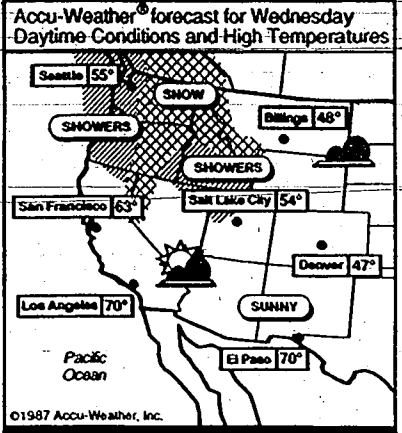 Accu-Weather® forecast for Wednesday
Daytime Conditions and High Temperatures
Seattle 55°
SNOW
Billings 48°
SHOWERS
SHOWERS
San Francisco 63°
Salt Lake City 54°
Denver 47°
Los Angeles 70°
SUNNY
Pacific
Ocean
El Paso 70°
©1987 Accu-Weather, Inc.